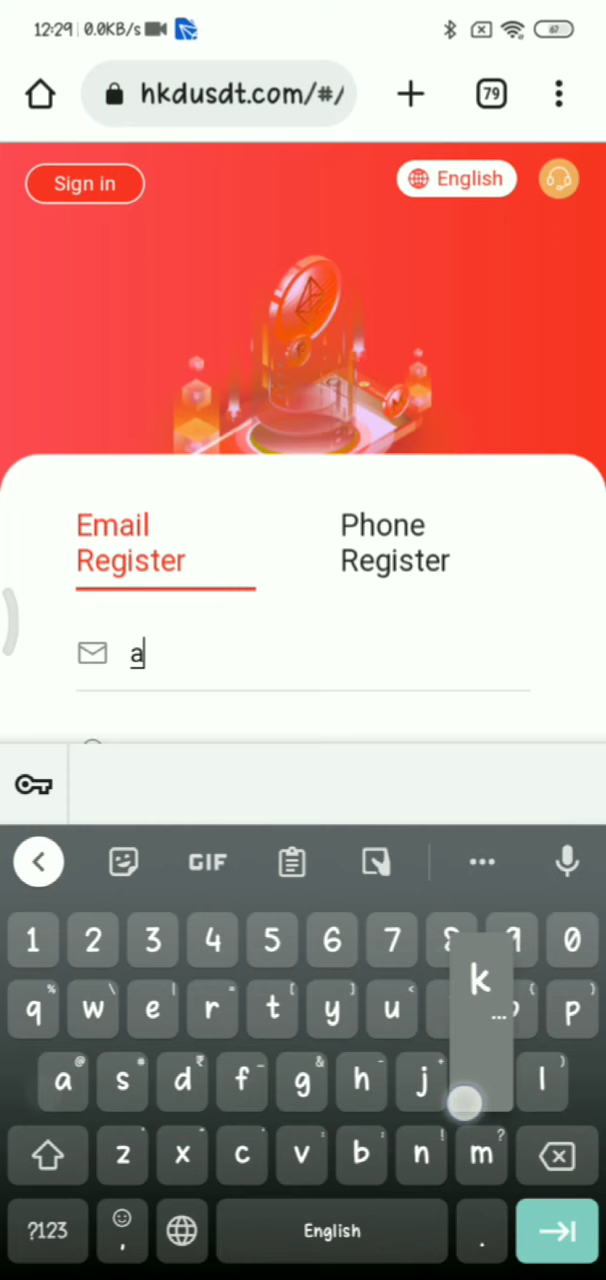 12:29 0.0KB/s 67
hkdusdt.com/#/ 79
Sign in English
Email Register
Phone Register
a
GIF
1 2 3 4 5 6 7 8 9 0
q w e r t y u o p
k
a s d f g h j l
z x c v b n m
?123 , English .